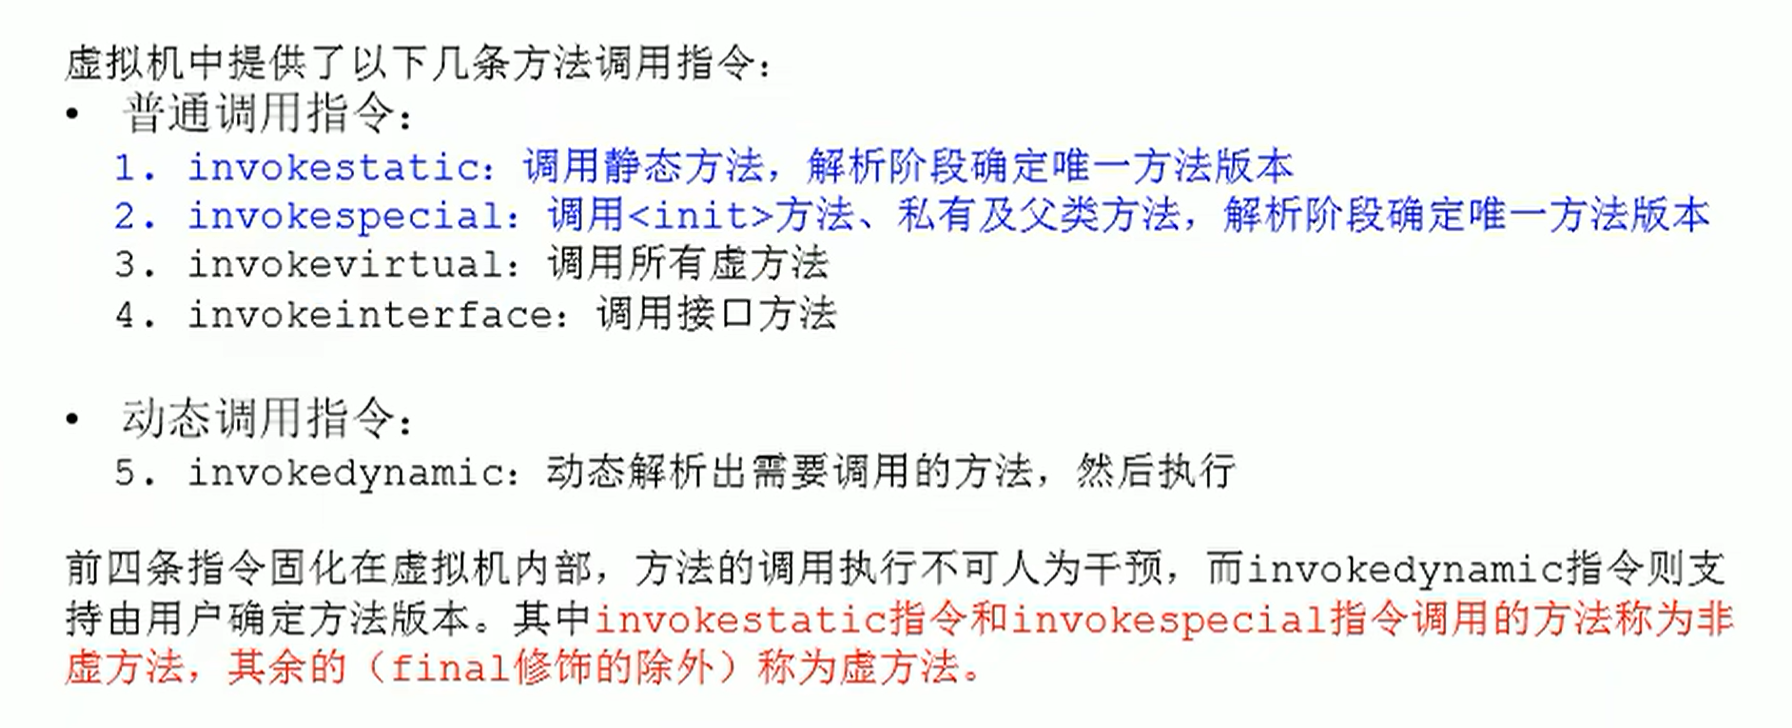 虚拟机中提供了以下几条方法调用指令：
• 普通调用指令：
1. invokestatic：调用静态方法，解析阶段确定唯一方法版本
2. invokespecial：调用<init>方法、私有及父类方法，解析阶段确定唯一方法版本
3. invokevirtual：调用所有虚方法
4. invokeinterface：调用接口方法
• 动态调用指令：
5. invokedynamic：动态解析出需要调用的方法，然后执行
前四条指令固化在虚拟机内部，方法的调用执行不可人为干预，而invokedynamic指令则支
持由用户确定方法版本。其中invokestatic指令和invokespecial指令调用的方法称为非
虚方法，其余的（final修饰的除外）称为虚方法。